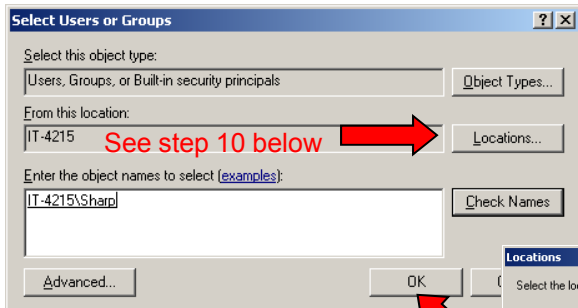 Select Users or Groups
Select this object type:
Users, Groups, or Built-in security principals
Object Types...
From this location:
IT-4215
See step 10 below
Locations...
Enter the object names to select (examples):
IT-4215\Sharp
Check Names
Locations
Advanced...
OK
Select the